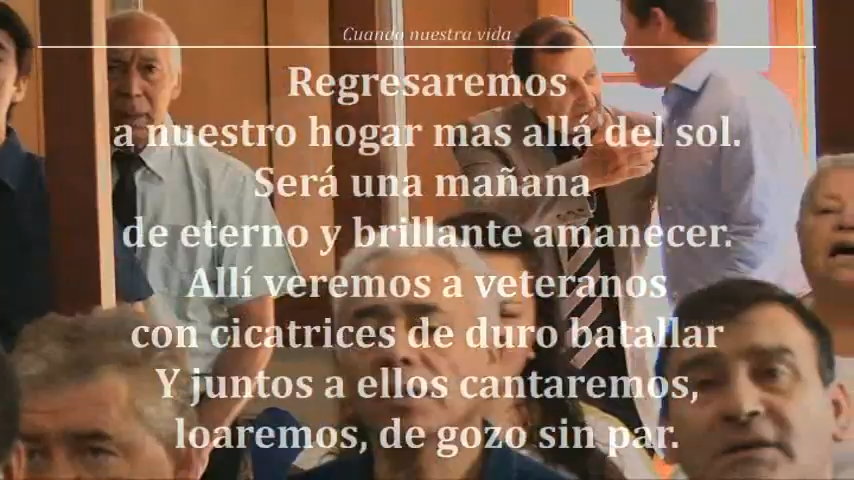 Cuando nuestra vida
Regresaremos
a nuestro hogar mas allá del sol.
Será una mañana
de eterno y brillante amanecer.
Allí veremos a veteranos
con cicatrices de duro batallar
Y juntos a ellos cantaremos,
loaremos, de gozo sin par.